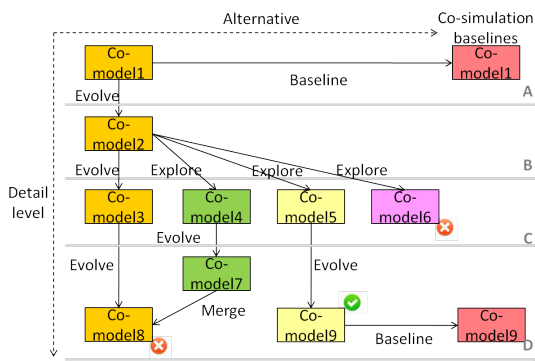 Alternative
Co-simulation
baselines
Co-
model1
Baseline
Co-
model1
A
Evolve
Co-
model2
B
Evolve
Explore
Explore
Explore
Detail
level
Co-
model3
Co-
model4
Co-
model5
Co-
model6
C
Evolve
Evolve
Evolve
Co-
model7
Merge
Co-
model8
Co-
model9
Baseline
Co-
model9
D